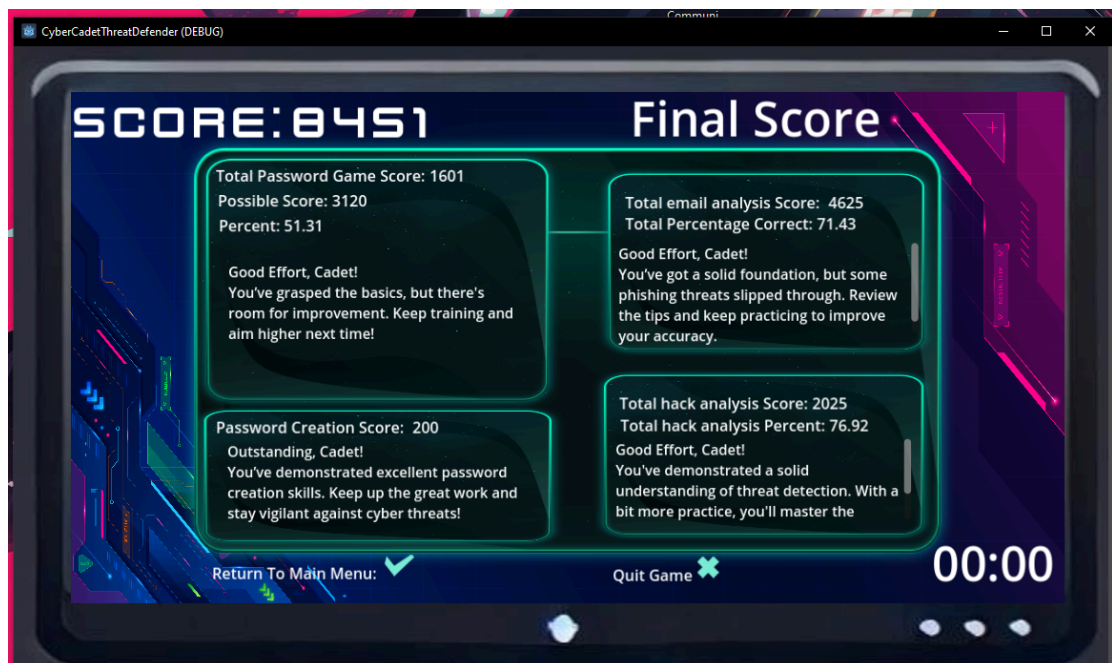 Communi
CyberCadetThreatDefender (DEBUG)
SCORE:8451
Final Score
Total Password Game Score: 1601
Possible Score: 3120
Percent: 51.31
Good Effort, Cadet!
You've grasped the basics, but there's
room for improvement. Keep training and
aim higher next time!
Password Creation Score: 200
Outstanding, Cadet!
You've demonstrated excellent password
creation skills. Keep up the great work and
stay vigilant against cyber threats!
Total email analysis Score: 4625
Total Percentage Correct: 71.43
Good Effort, Cadet!
You've got a solid foundation, but some
phishing threats slipped through. Review
the tips and keep practicing to improve
your accuracy.
Total hack analysis Score: 2025
Total hack analysis Percent: 76.92
Good Effort, Cadet!
You've demonstrated a solid
understanding of threat detection. With a
bit more practice, you'll master the
Return To Main Menu:
Quit Game
00:00